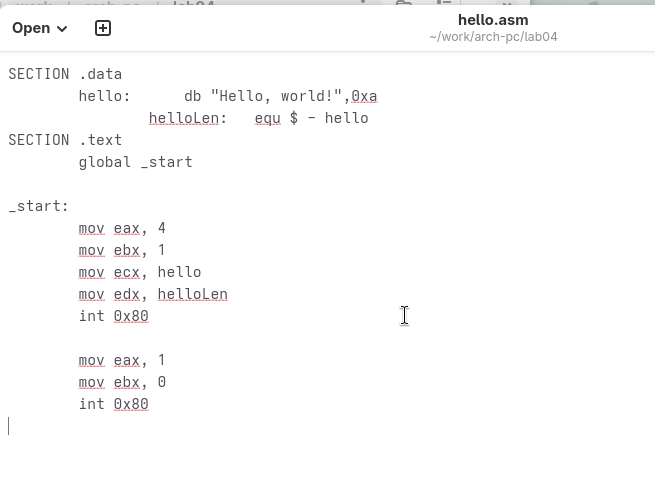 Open
hello.asm
~/work/arch-pc/lab04
SECTION .data
hello: db "Hello, world!",0xa
helloLen: equ $ - hello
SECTION .text
global _start
_start:
mov eax, 4
mov ebx, 1
mov ecx, hello
mov edx, helloLen
int 0x80
mov eax, 1
mov ebx, 0
int 0x80